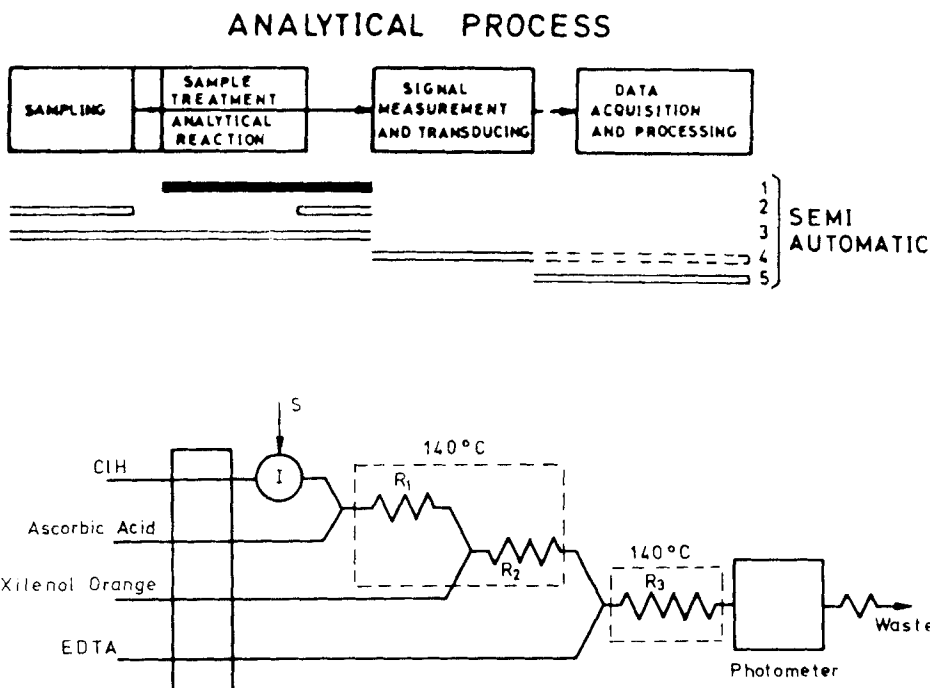 ANALYTICAL PROCESS
SAMPLING
SAMPLE
TREATMENT
ANALYTICAL
REACTION
SIGNAL
MEASUREMENT
AND TRANSDUCING
DATA
ACQUISITION
AND PROCESSING
1
2
3
4
5
SEMI
AUTOMATIC
S
ClH
I
140°C
R1
Ascorbic Acid
R2
Xilenol Orange
140°C
R3
EDTA
Waste
Photometer